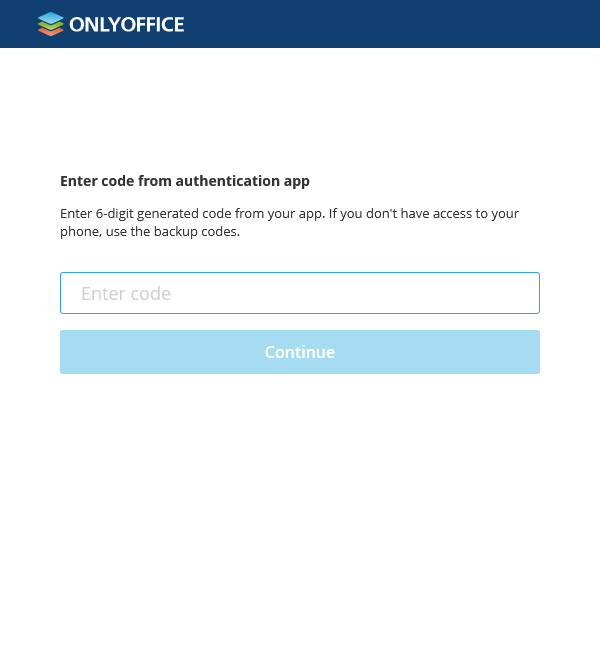 ONLYOFFICE
Enter code from authentication app
Enter 6-digit generated code from your app. If you don't have access to your
phone, use the backup codes.
Enter code
Continue